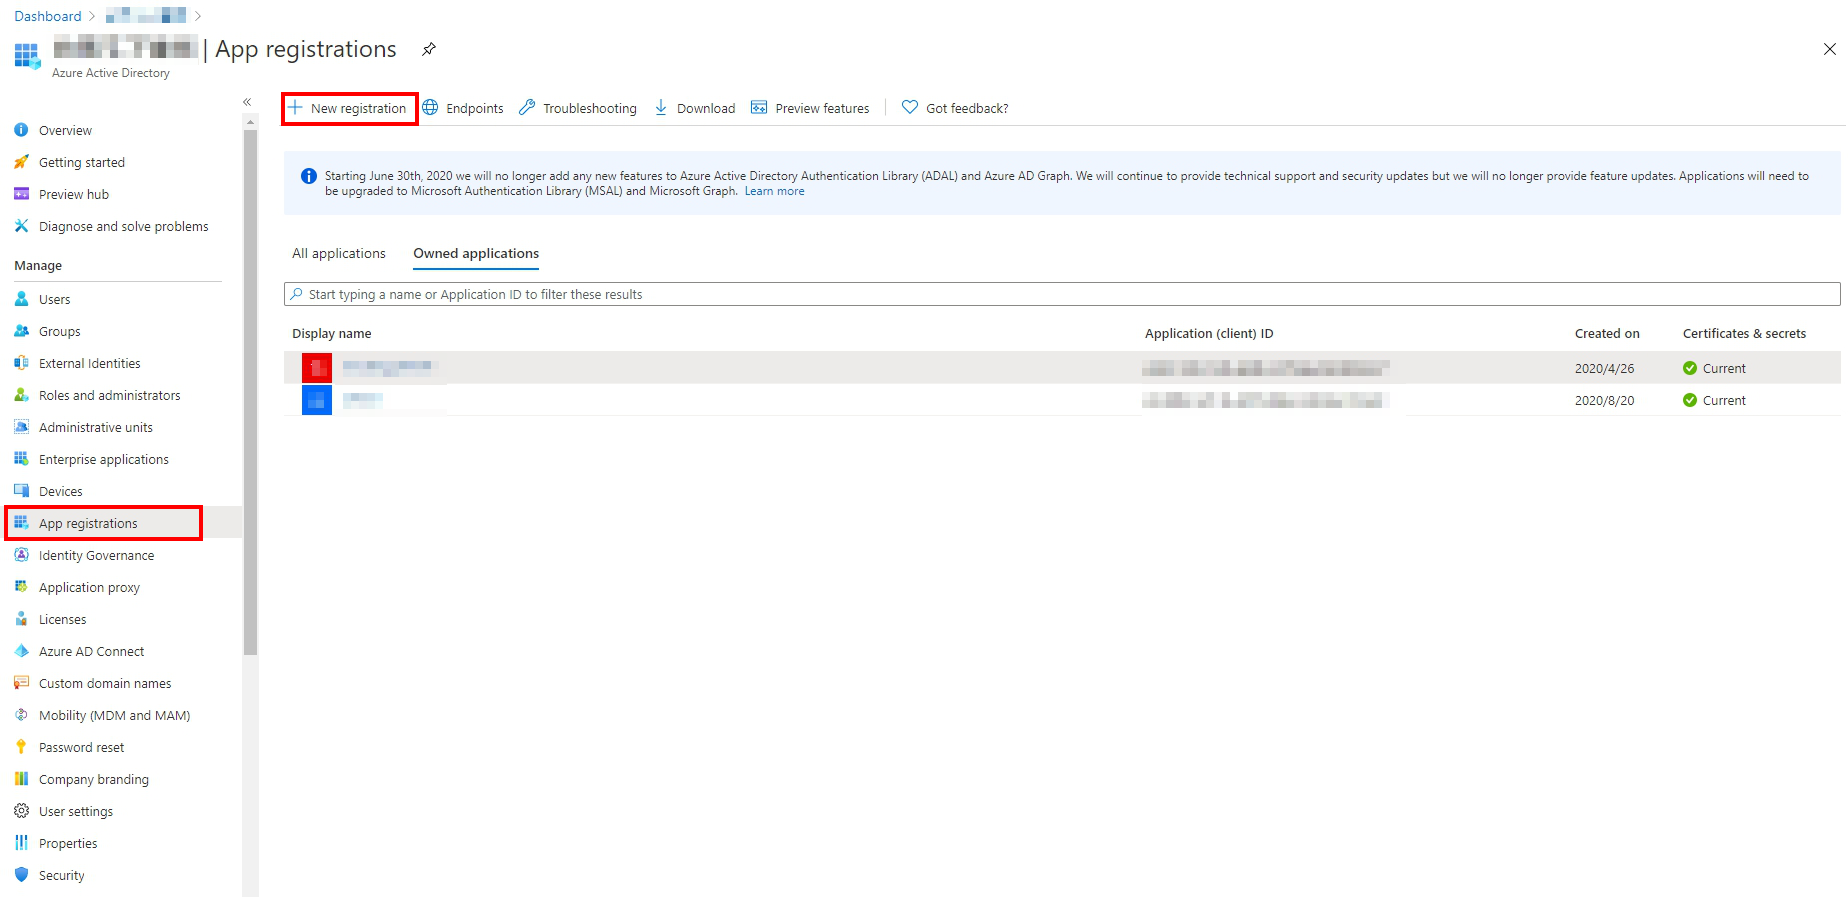 Dashboard
| App registrations
Azure Active Directory
New registration Endpoints Troubleshooting Download Preview features Got feedback?
Overview
Getting started
Preview hub
Diagnose and solve problems
Manage
Users
Groups
External Identities
Roles and administrators
Administrative units
Enterprise applications
Devices
App registrations
Identity Governance
Application proxy
Licenses
Azure AD Connect
Custom domain names
Mobility (MDM and MAM)
Password reset
Company branding
User settings
Properties
Security
Starting June 30th, 2020 we will no longer add any new features to Azure Active Directory Authentication Library (ADAL) and Azure AD Graph. We will continue to provide technical support and security updates but we will no longer provide feature updates. Applications will need to
be upgraded to Microsoft Authentication Library (MSAL) and Microsoft Graph. Learn more
All applications Owned applications
Start typing a name or Application ID to filter these results
Display name Application (client) ID Created on Certificates & secrets
2020/4/26 Current
2020/8/20 Current